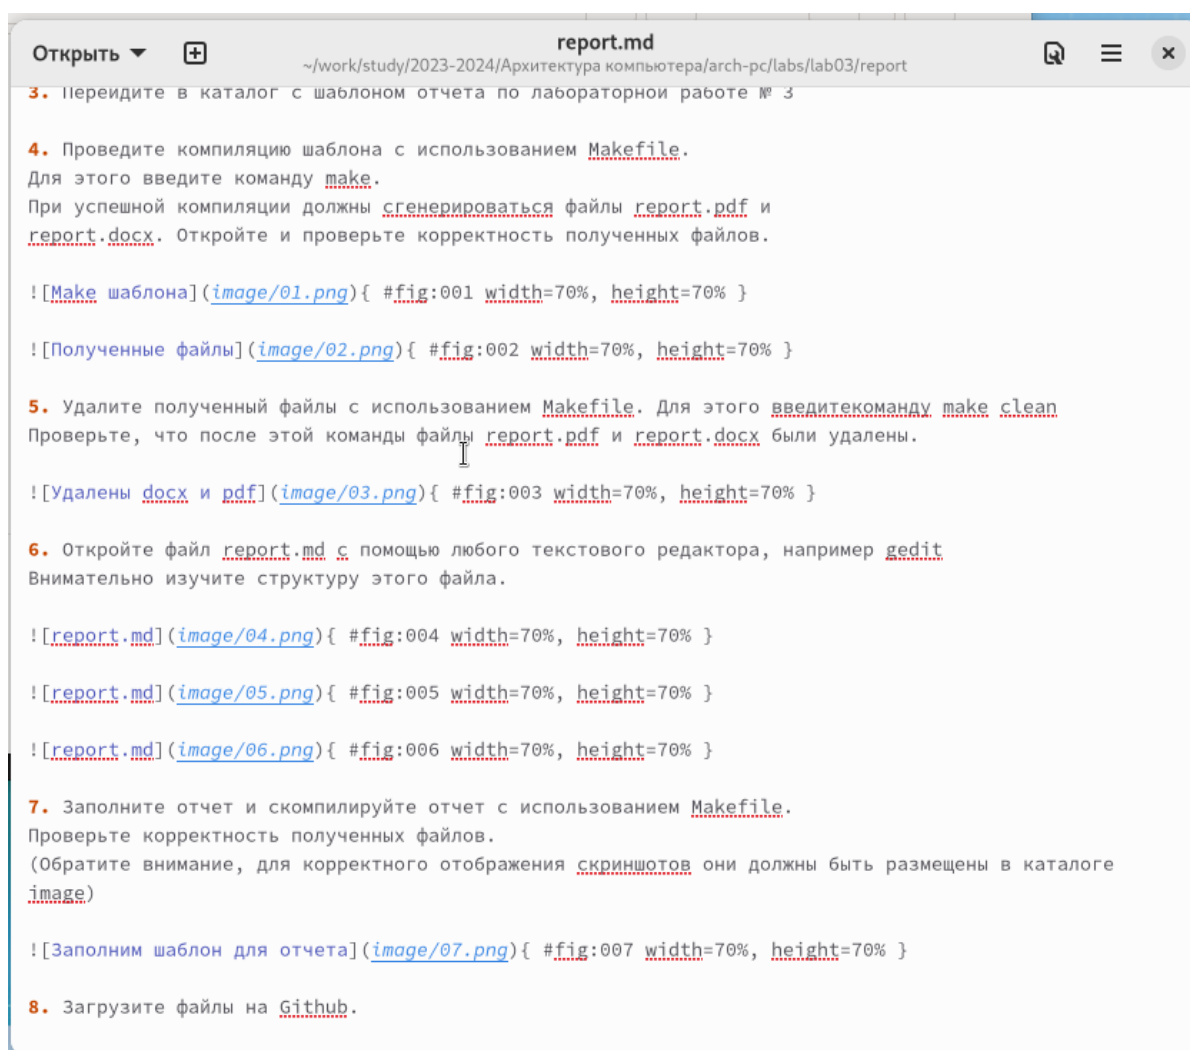 Открыть
report.md
~/work/study/2023-2024/Архитектура компьютера/arch-pc/labs/lab03/report
3. Перейдите в каталог с шаблоном отчета по лабораторной работе № 3
4. Проведите компиляцию шаблона с использованием Makefile.
Для этого введите команду make.
При успешной компиляции должны сгенерироваться файлы report.pdf и
report.docx. Откройте и проверьте корректность полученных файлов.
![Make шаблона](image/01.png){ #fig:001 width=70%, height=70% }
![Полученные файлы](image/02.png){ #fig:002 width=70%, height=70% }
5. Удалите полученный файлы с использованием Makefile. Для этого введитекоманду make clean
Проверьте, что после этой команды файлы report.pdf и report.docx были удалены.
![Удалены docx и pdf](image/03.png){ #fig:003 width=70%, height=70% }
6. Откройте файл report.md c помощью любого текстового редактора, например gedit
Внимательно изучите структуру этого файла.
![report.md](image/04.png){ #fig:004 width=70%, height=70% }
![report.md](image/05.png){ #fig:005 width=70%, height=70% }
![report.md](image/06.png){ #fig:006 width=70%, height=70% }
7. Заполните отчет и скомпилируйте отчет с использованием Makefile.
Проверьте корректность полученных файлов.
(Обратите внимание, для корректного отображения скриншотов они должны быть размещены в каталоге
image)
![Заполним шаблон для отчета](image/07.png){ #fig:007 width=70%, height=70% }
8. Загрузите файлы на Github.